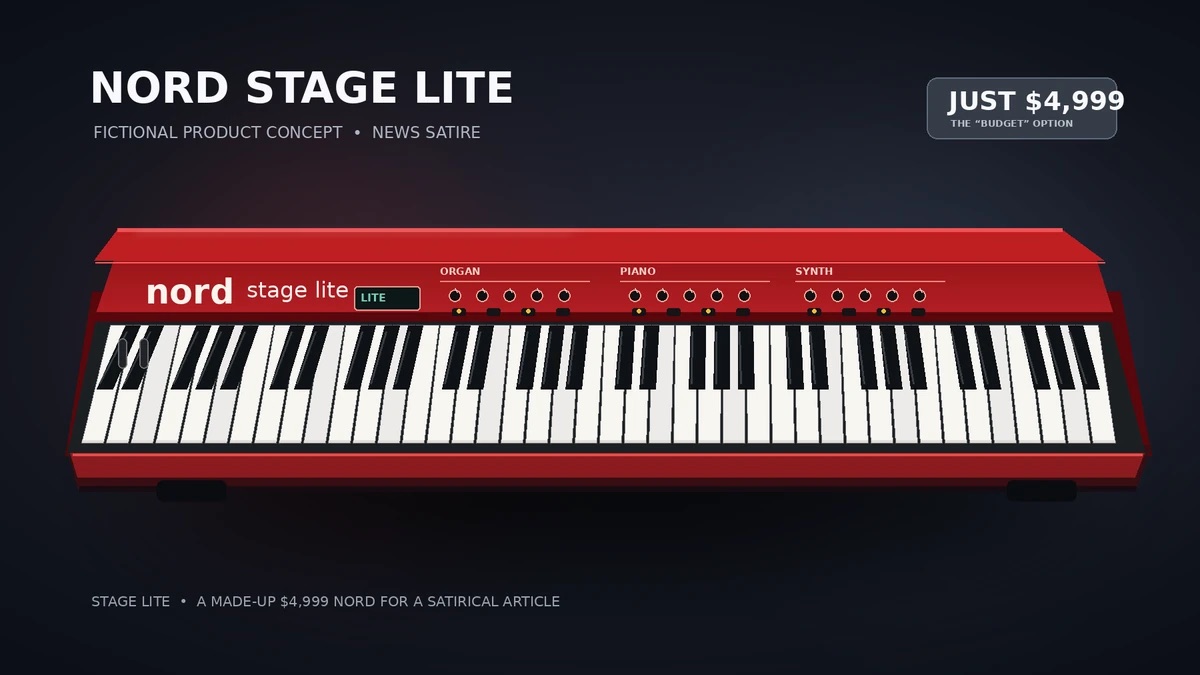 NORD STAGE LITE
FICTIONAL PRODUCT CONCEPT • NEWS SATIRE
JUST $4,999
THE “BUDGET” OPTION
nord stage lite
LITE
ORGAN
PIANO
SYNTH
STAGE LITE • A MADE-UP $4,999 NORD FOR A SATIRICAL ARTICLE